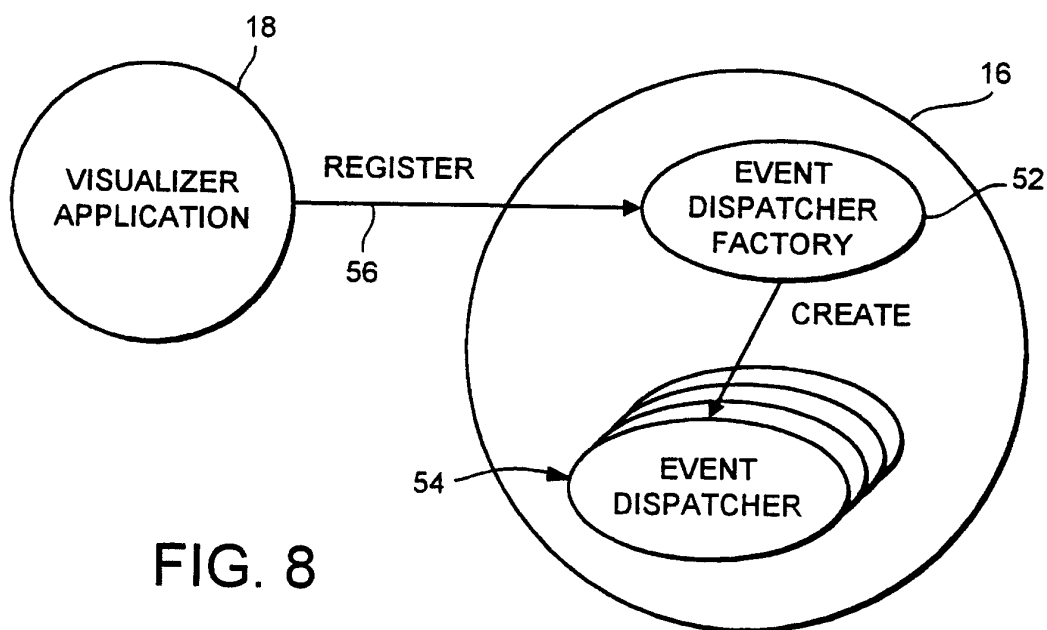 18
16
VISUALIZER
APPLICATION
REGISTER
56
EVENT
DISPATCHER
FACTORY
52
CREATE
54
EVENT
DISPATCHER
FIG. 8